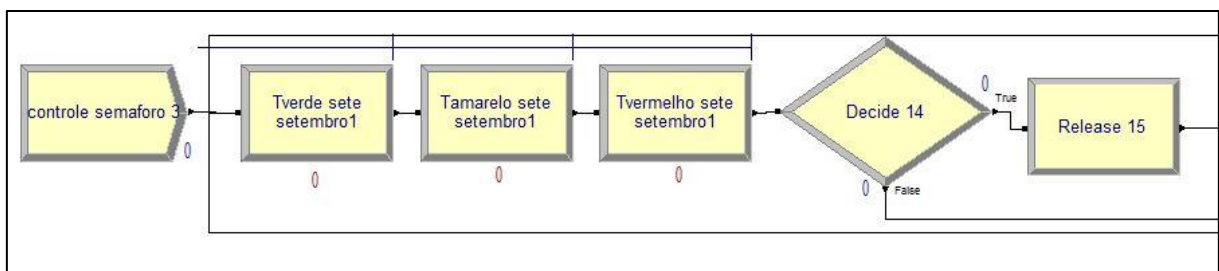 controle semaforo 3
0
Tverde sete
setembro1
0
Tamarelo sete
setembro1
0
Tvermelho sete
setembro1
0
Decide 14
0
True
0
False
Release 15